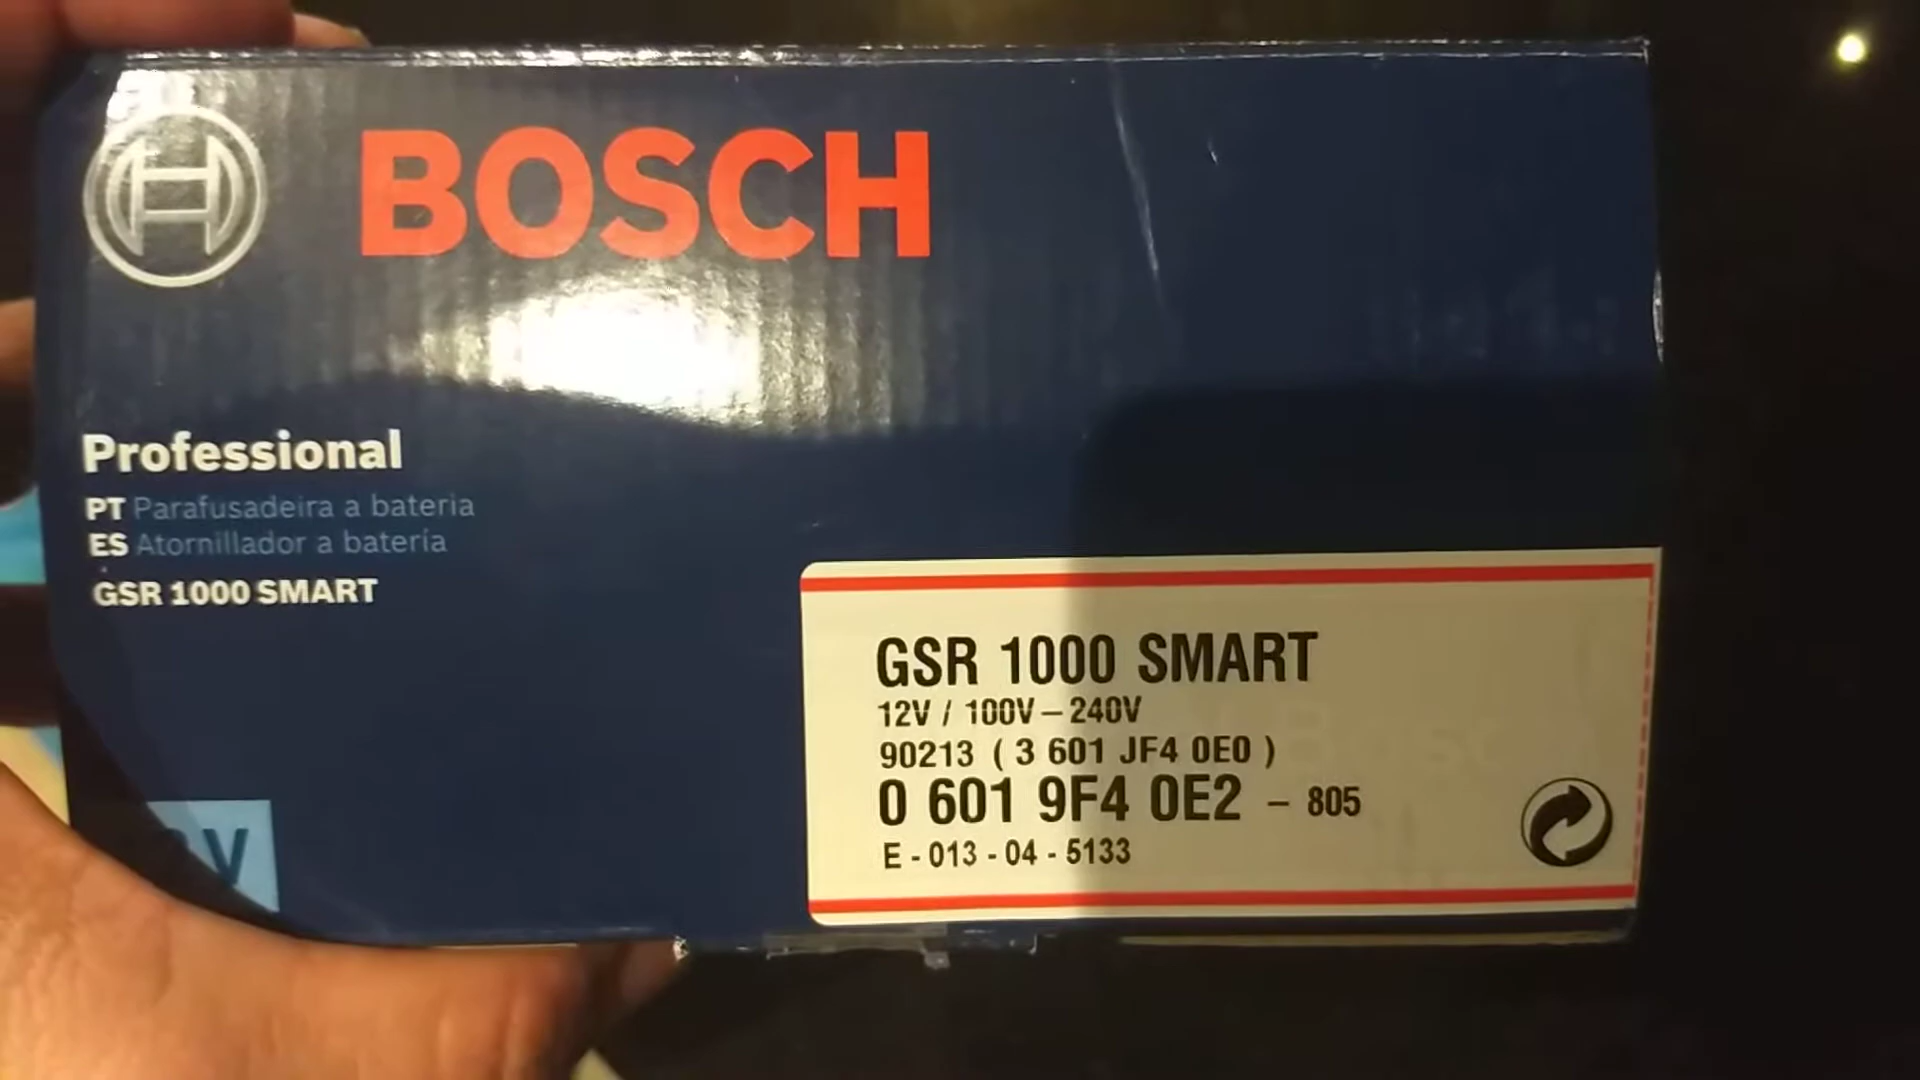 BOSCH
Professional
PT Parafusadeira a bateria
ES Atornillador a batería
GSR 1000 SMART
V
GSR 1000 SMART
12V / 100V – 240V
90213 ( 3 601 JF4 0E0 )
0 601 9F4 0E2 – 805
E - 013 - 04 - 5133